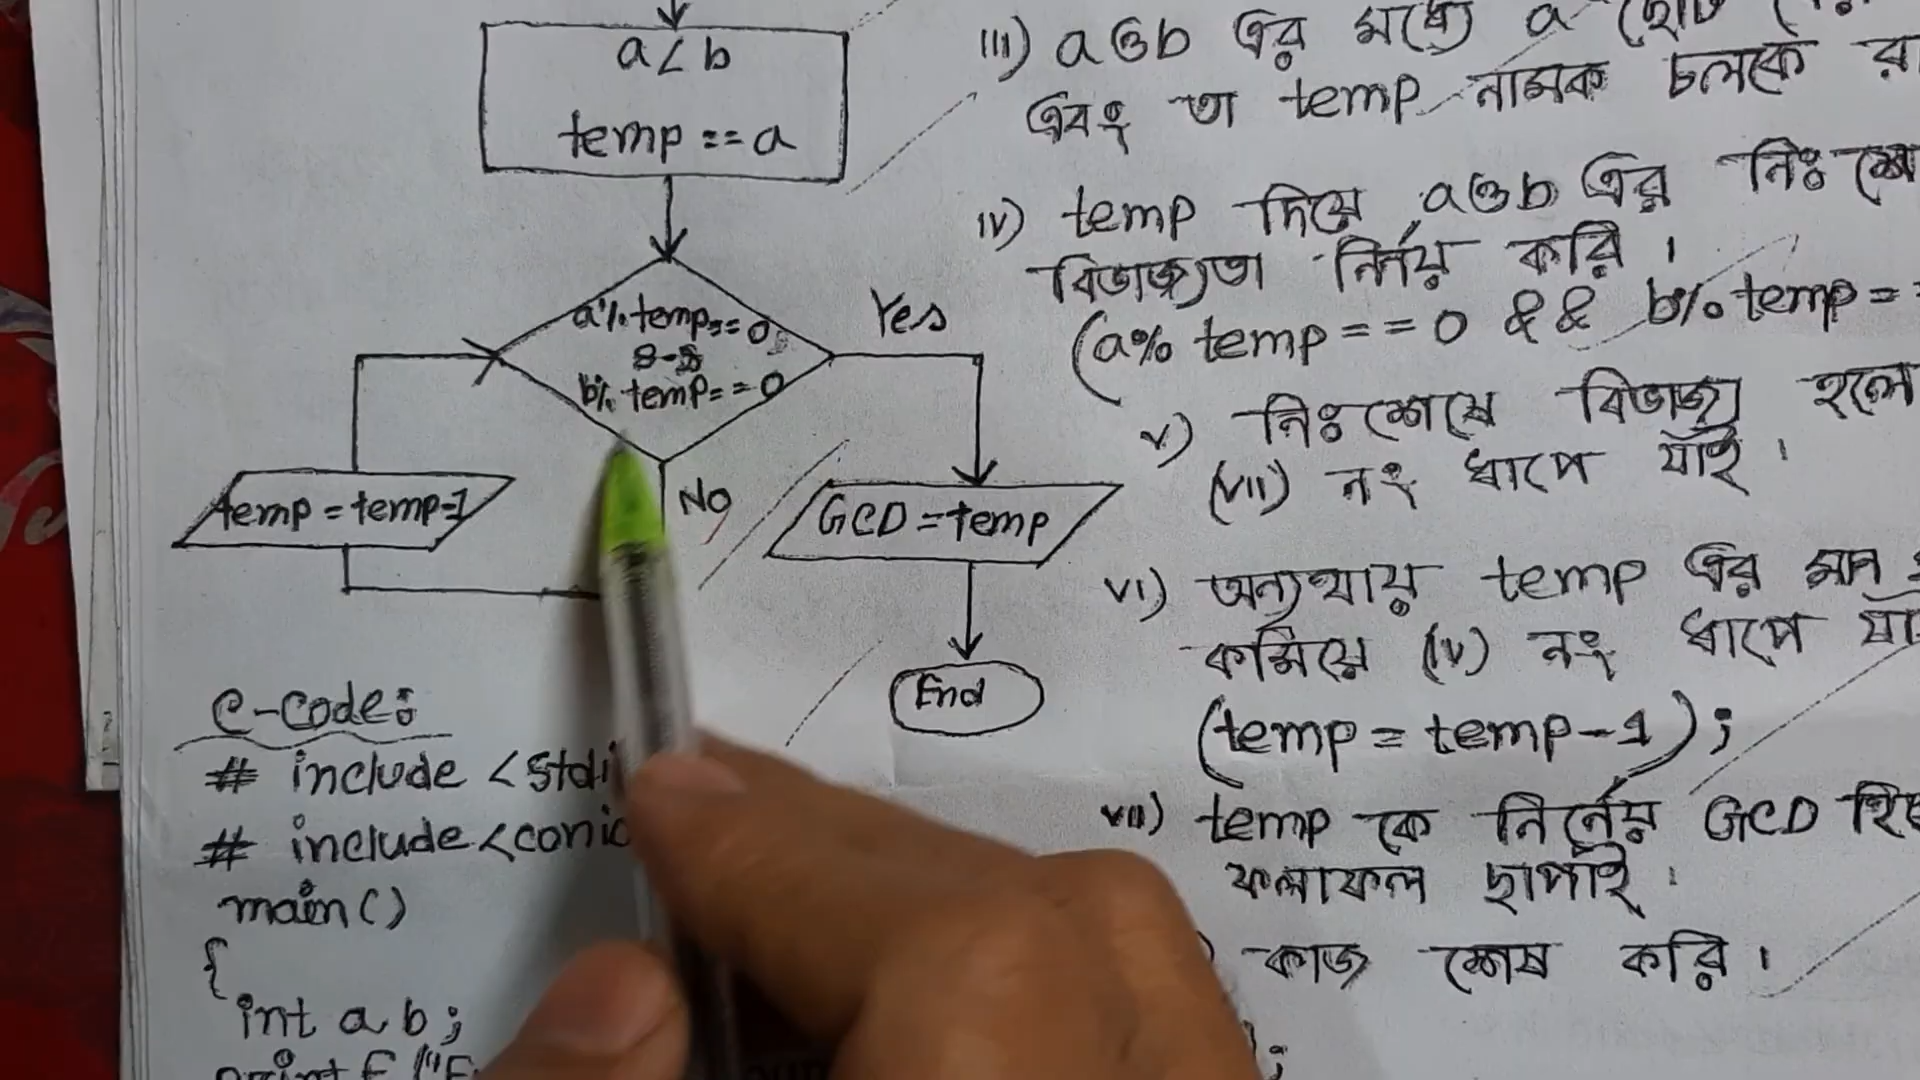 a < b
temp == a
a % temp == 0
&&
b% temp == 0
Yes
No
temp = temp-1
GCD = temp
End
C-code:
# include <stdi
# include <conio
main()
{
int a, b;
printf ("E
iii) a ও b এর মধ্যে a ছোট
এবং তা temp নামক চলকে রা
iv) temp দিয়ে a ও b এর নিঃশে
বিভাজ্যতা নির্নয় করি।
(a% temp == 0 && b% temp =
v) নিঃশেষে বিভাজ্য হলে
(vii) নং ধাপে যাই।
vi) অন্যথায় temp এর মান
কমিয়ে (iv) নং ধাপে যা
(temp = temp-1);
vii) temp কে নির্নেয় GCD হি
ফলাফল ছাপাই।
) কাজ শেষ করি।